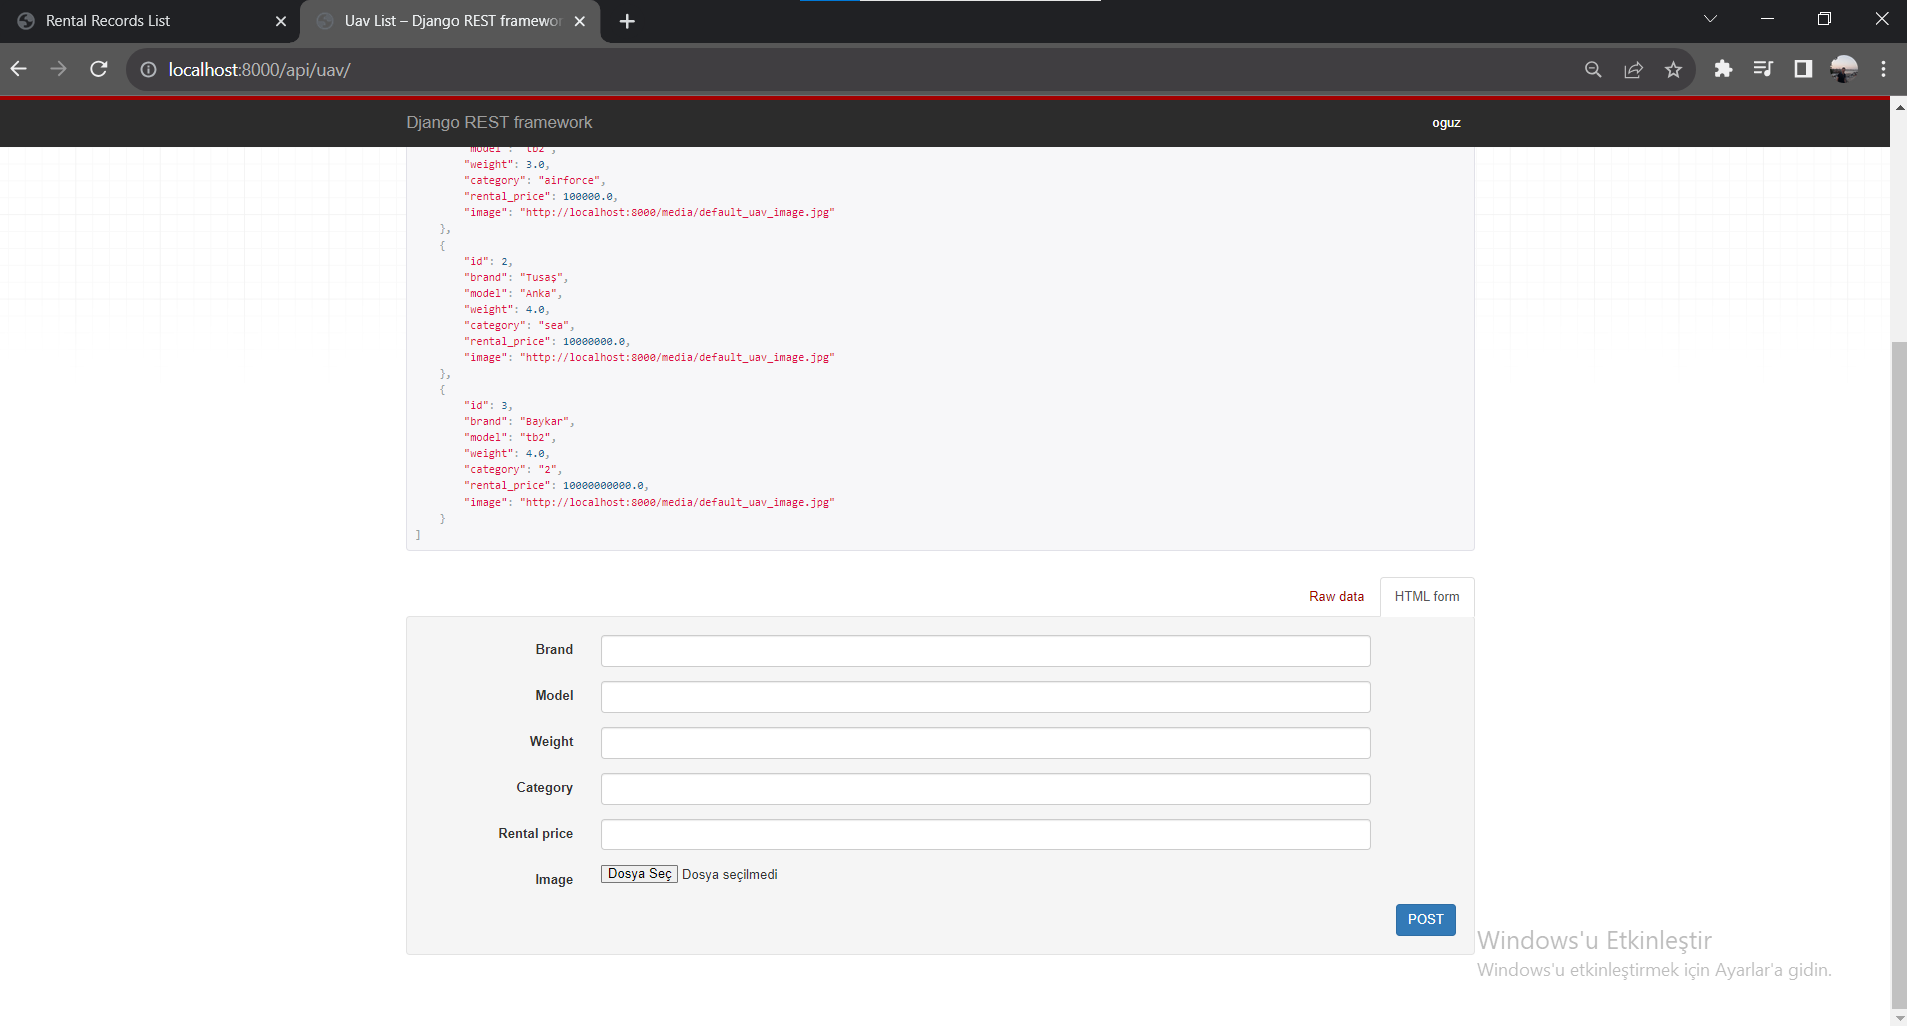 Rental Records List
Uav List – Django REST framewor
localhost:8000/api/uav/
Django REST framework
oguz
"model": "tb2",
"weight": 3.0,
"category": "airforce",
"rental_price": 100000.0,
"image": "http://localhost:8000/media/default_uav_image.jpg"
},
{
"id": 2,
"brand": "Tusaş",
"model": "Anka",
"weight": 4.0,
"category": "sea",
"rental_price": 10000000.0,
"image": "http://localhost:8000/media/default_uav_image.jpg"
},
{
"id": 3,
"brand": "Baykar",
"model": "tb2",
"weight": 4.0,
"category": "2",
"rental_price": 10000000000.0,
"image": "http://localhost:8000/media/default_uav_image.jpg"
}
]
Raw data
HTML form
Brand
Model
Weight
Category
Rental price
Image
Dosya Seç Dosya seçilmedi
POST
Windows'u Etkinleştir
Windows'u etkinleştirmek için Ayarlar'a gidin.